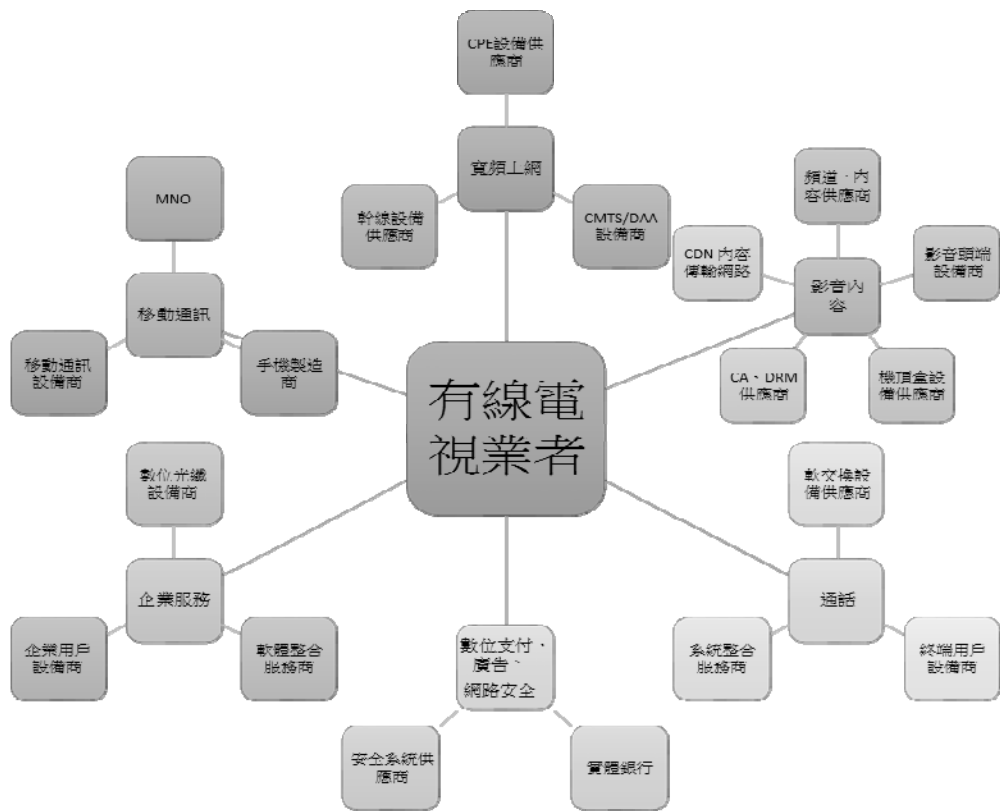 CPE設備供
應商
寬頻上網
幹線設備
供應商
CMTS/DAA
設備商
MNO
移動通訊
移動通訊
設備商
手機製造
商
頻道、內
容供應商
CDN 內容
傳輸網路
影音頭端
設備商
影音內
容
CA、DRM
供應商
機頂盒設
備供應商
有線電
視業者
數位光纖
設備商
企業服務
企業用戶
設備商
軟體整合
服務商
軟交換設
備供應商
通話
系統整合
服務商
終端用戶
設備商
數位支付、
廣告、
網路安全
安全系統供
應商
實體銀行